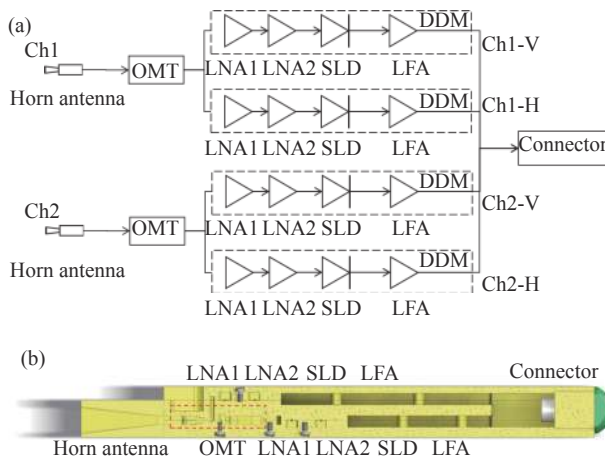 (a)
DDM
Ch1-V
Ch1
OMT
LNA1 LNA2 SLD LFA
Horn antenna
DDM
Ch1-H
LNA1 LNA2 SLD LFA
Connector
DDM
Ch2-V
Ch2
OMT
LNA1 LNA2 SLD LFA
Horn antenna
DDM
Ch2-H
LNA1 LNA2 SLD LFA
(b)
LNA1 LNA2 SLD LFA
Connector
Horn antenna OMT LNA1 LNA2 SLD LFA